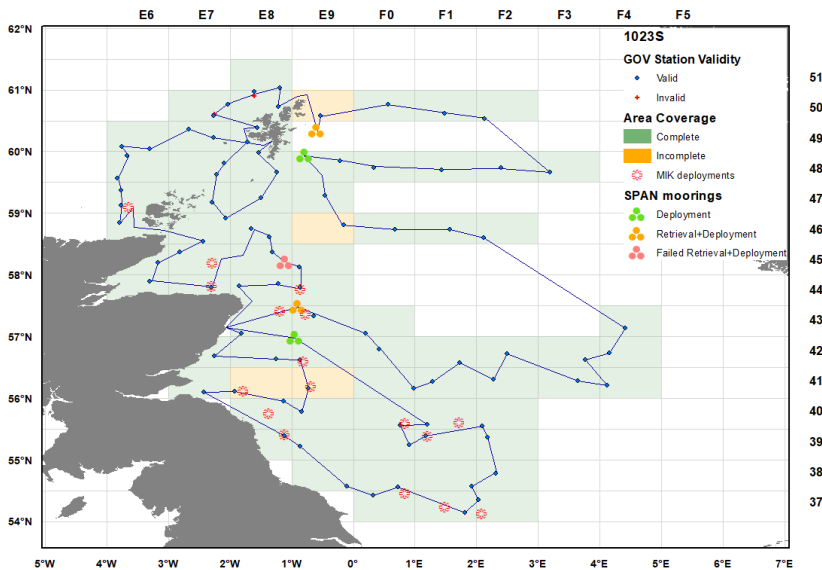 E6 E7 E8 E9 F0 F1 F2 F3 F4 F5
62°N
61°N
60°N
59°N
58°N
57°N
56°N
55°N
54°N
1023S
GOV Station Validity
Valid
Invalid
Area Coverage
Complete
Incomplete
MIK deployments
SPAN moorings
Deployment
Retrieval+Deployment
Failed Retrieval+Deployment
51
50
49
48
47
46
45
44
43
42
41
40
39
38
37
5°W 4°W 3°W 2°W 1°W 0° 1°E 2°E 3°E 4°E 5°E 6°E 7°E